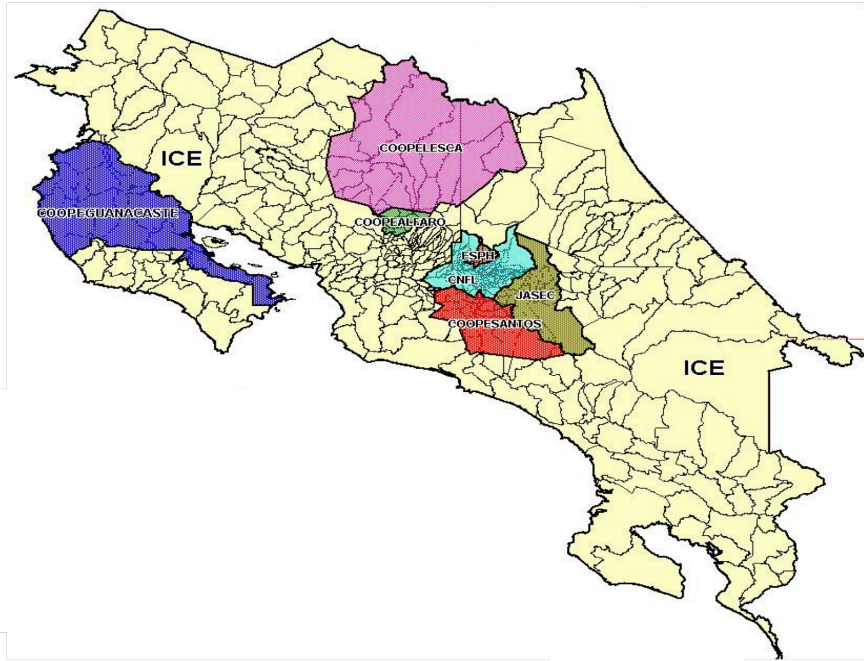 COOPELESCA
ICE
COOPEGUANACASTE
COOPEALFARO
ESPH
CNFL
JASEC
COOPESANTOS
ICE